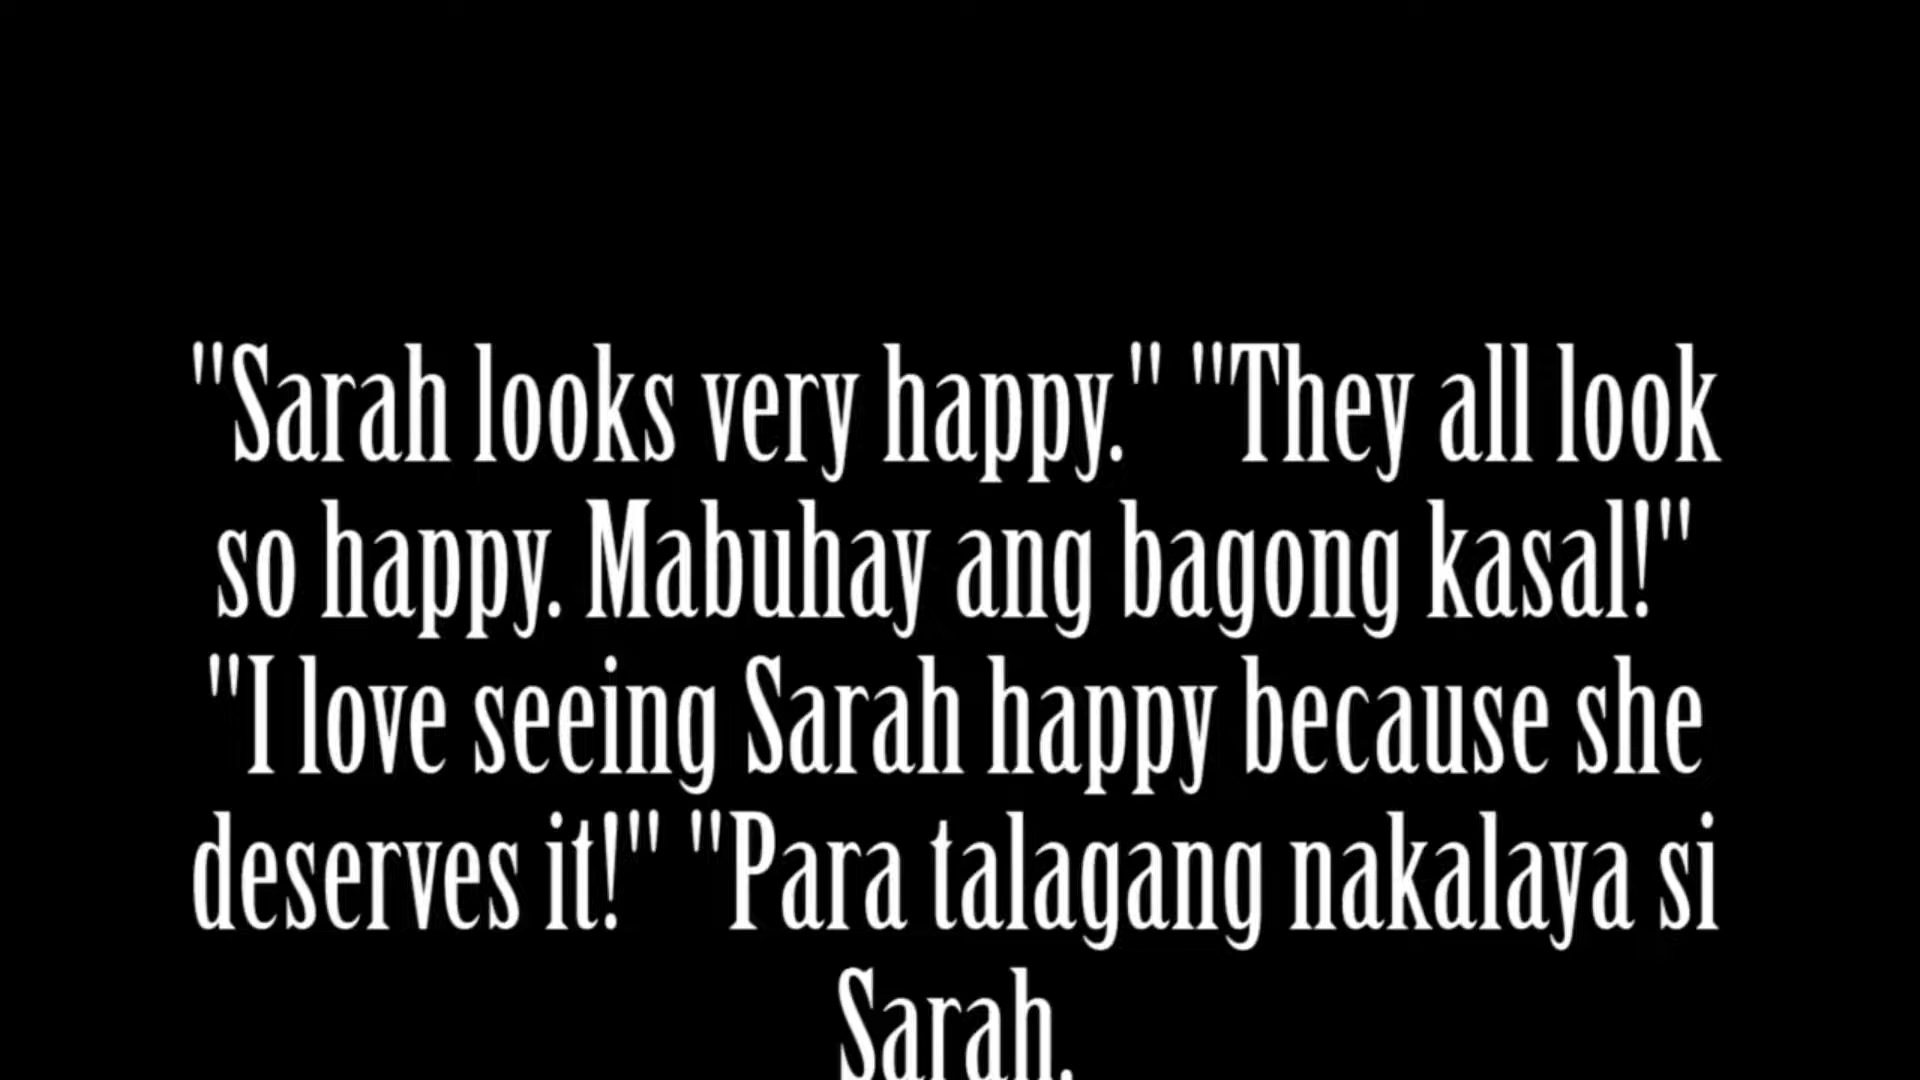 "Sarah looks very happy." "They all look
so happy. Mabuhay ang bagong kasal!"
"I love seeing Sarah happy because she
deserves it!" "Para talagang nakalaya si
Sarah.